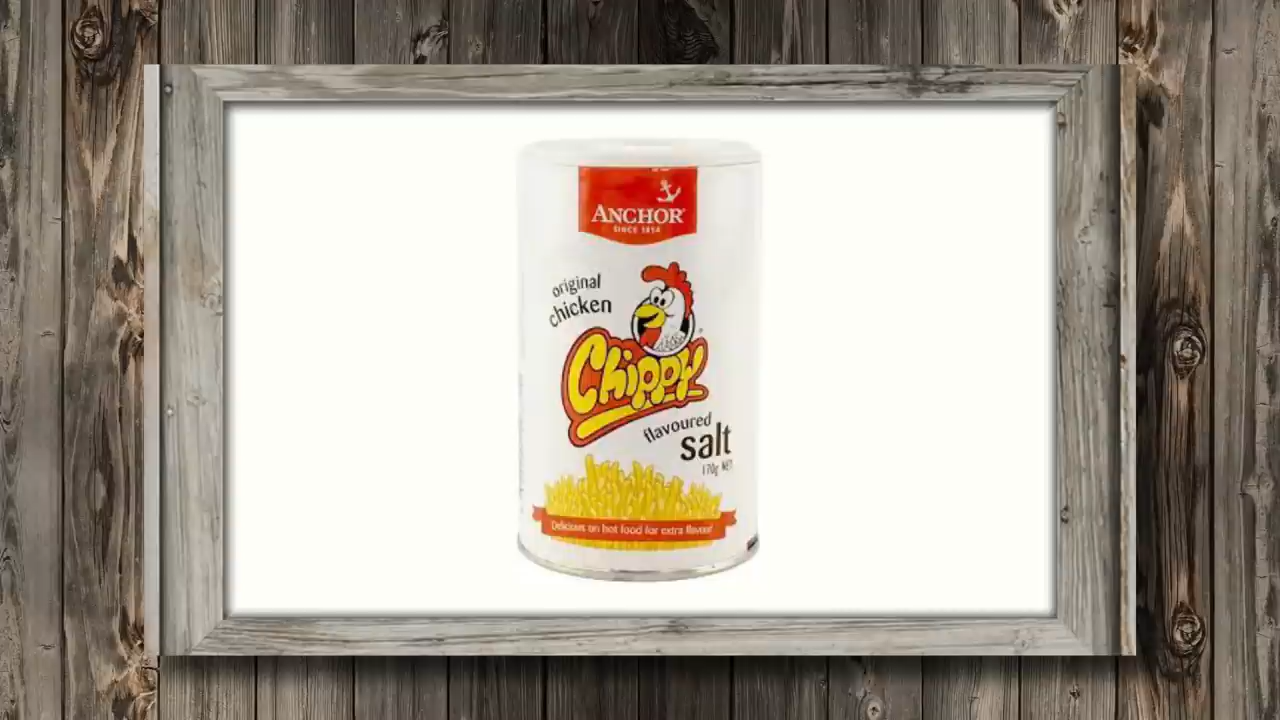 ANCHOR
SINCE 1854
original
chicken
Chippy
flavoured
salt
170g NET
Delicious on hot food for extra flavour